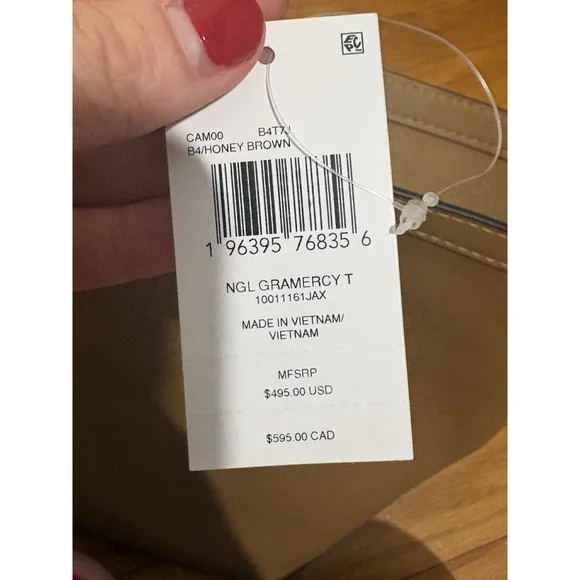 CAM00 B4T7J
B4/HONEY BROWN
1 96395 76835 6
NGL GRAMERCY T
10011161JAX
MADE IN VIETNAM/
VIETNAM
MFSRP
$495.00 USD
$595.00 CAD